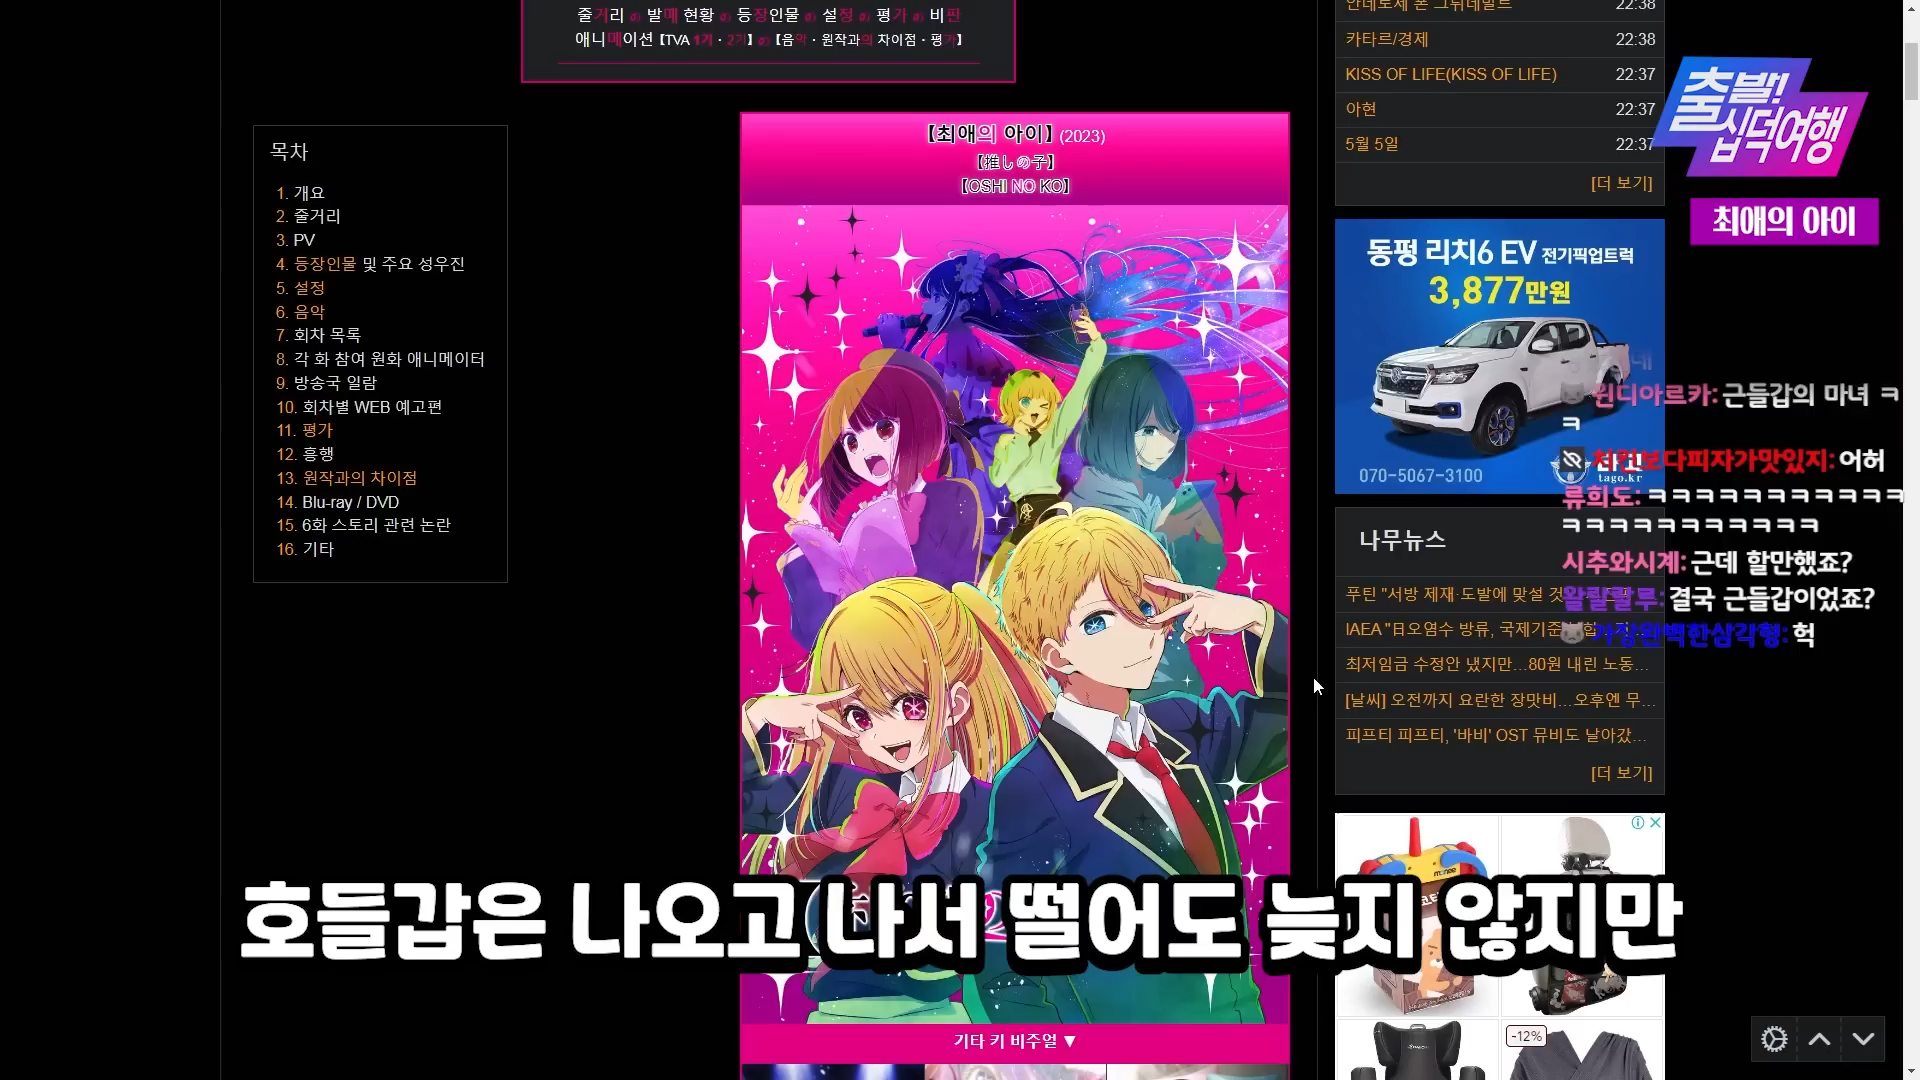 줄거리 · 발매 현황 · 등장인물 · 설정 · 평가 · 비판
애니메이션 【TVA 1기 · 2기】 · 【음악 · 원작과의 차이점 · 평가】
목차
1. 개요
2. 줄거리
3. PV
4. 등장인물 및 주요 성우진
5. 설정
6. 음악
7. 회차 목록
8. 각 화 참여 원화 애니메이터
9. 방송국 일람
10. 회차별 WEB 예고편
11. 평가
12. 흥행
13. 원작과의 차이점
14. Blu-ray / DVD
15. 6화 스토리 관련 논란
16. 기타
【최애의 아이】 (2023)
【推しの子】
【OSHI NO KO】
기타 키 비주얼 ▼
22:38
카타르/경제 22:38
KISS OF LIFE(KISS OF LIFE) 22:37
아현 22:37
5월 5일 22:37
[더 보기]
출발!
십덕여행
최애의 아이
동펑 리치6 EV 전기픽업트럭
3,877만원
070-5067-3100
tago.kr
네
윈디아르카: 근들갑의 마녀 ㅋ
ㅋ
치킨보다피자가맛있지: 어허
류희도: ㅋㅋㅋㅋㅋㅋㅋㅋㅋㅋㅋ
ㅋㅋㅋㅋㅋㅋㅋㅋㅋㅋㅋ
시추와시계: 근데 할만했죠?
결국 근들갑이었죠?
가장완벽한삼각형: 헉
나무뉴스
푸틴 "서방 제재·도발에 맞설 것
IAEA "日오염수 방류, 국제기준
최저임금 수정안 냈지만…80원 내린 노동…
[날씨] 오전까지 요란한 장맛비…오후엔 무…
피프티 피프티, '바비' OST 뮤비도 날아갔…
[더 보기]
-12%
호들갑은 나오고 나서 떨어도 늦지 않지만